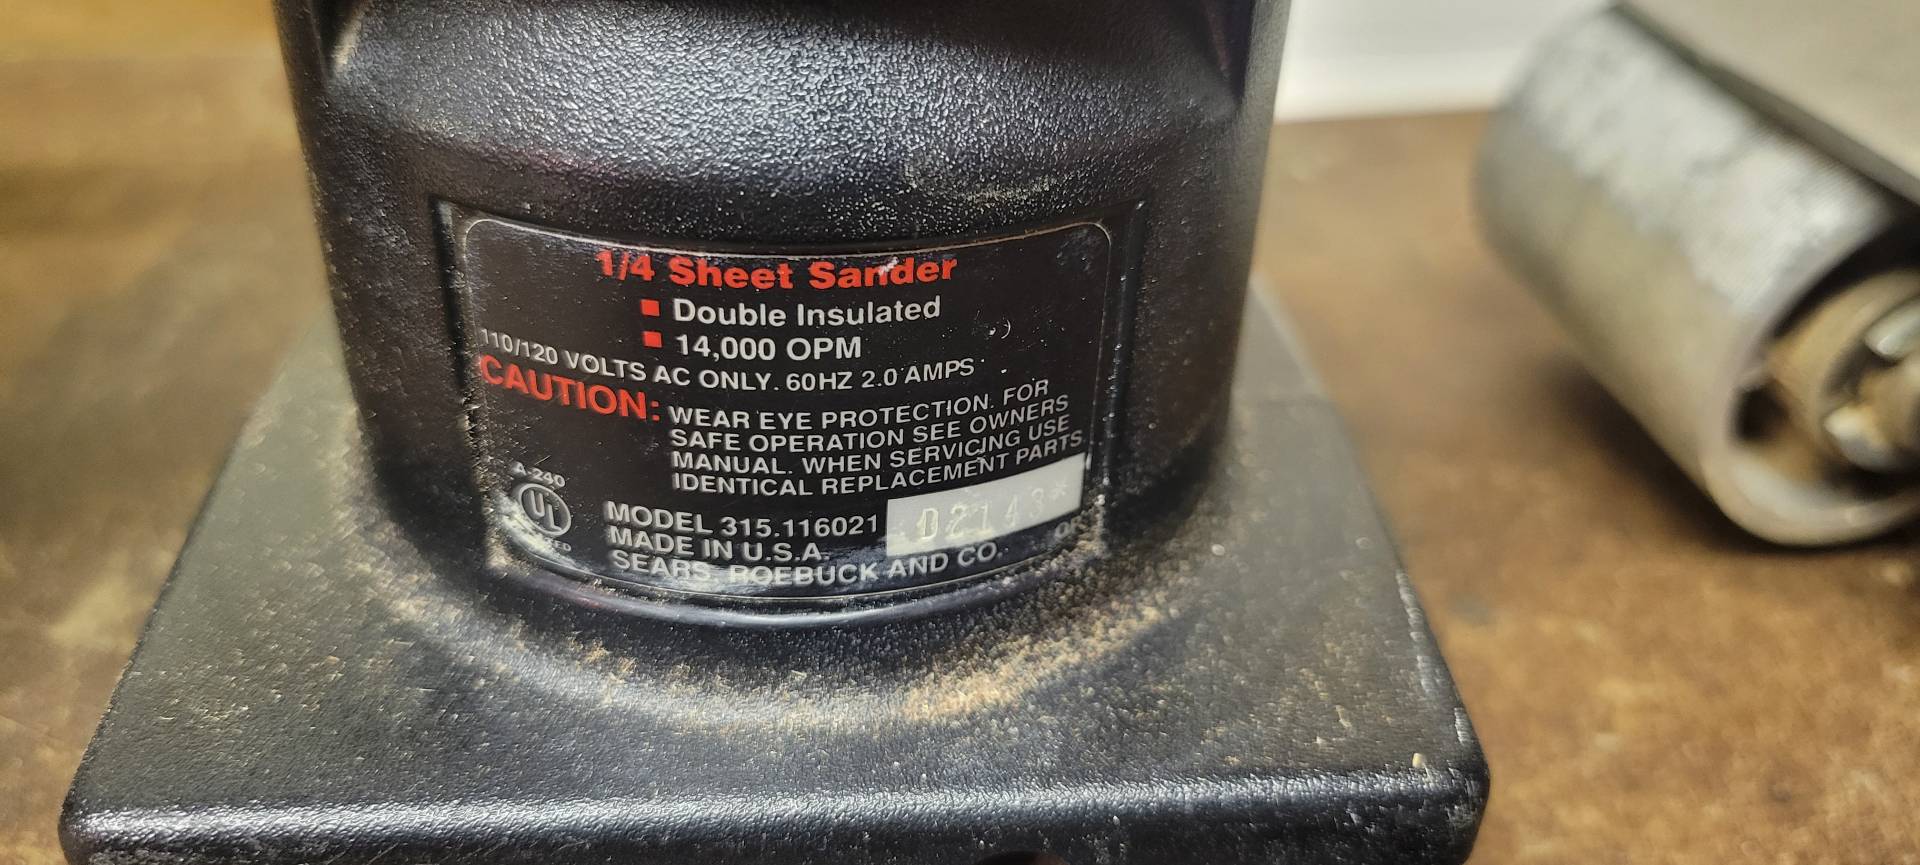 1/4 Sheet Sander
Double Insulated
14,000 OPM
110/120 VOLTS AC ONLY. 60HZ 2.0 AMPS
CAUTION: WEAR EYE PROTECTION. FOR
SAFE OPERATION SEE OWNERS
MANUAL. WHEN SERVICING USE
IDENTICAL REPLACEMENT PARTS.
A-240
UL
MODEL 315.116021
D2143*
MADE IN U.S.A.
SEARS, ROEBUCK AND CO.